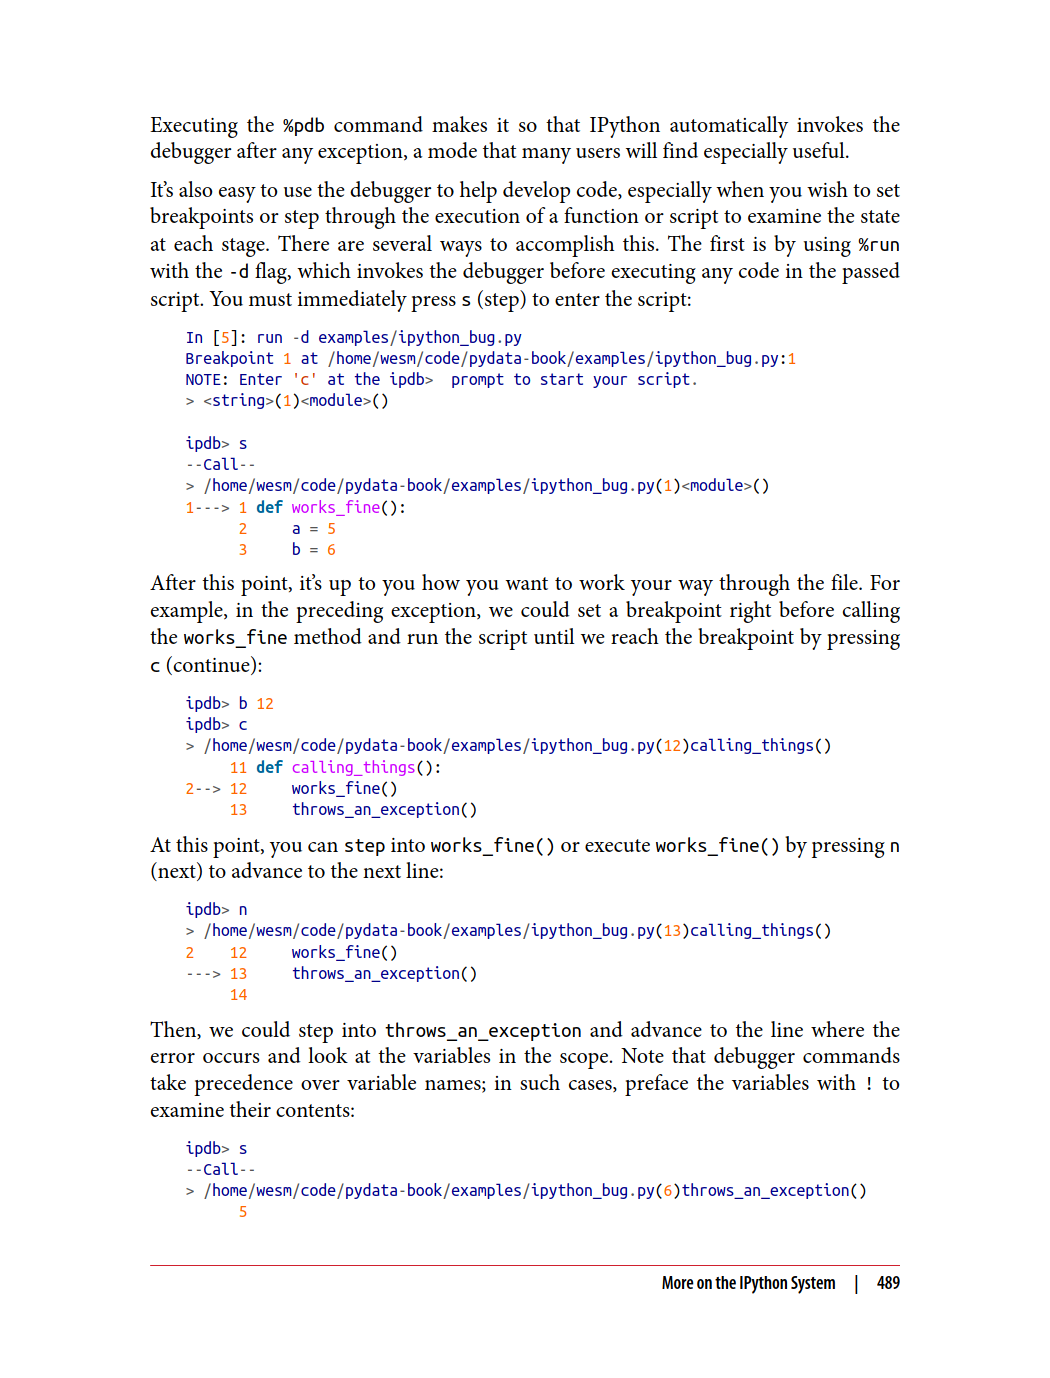 Executing the %pdb command makes it so that IPython automatically invokes the
debugger after any exception, a mode that many users will find especially useful.
It’s also easy to use the debugger to help develop code, especially when you wish to set
breakpoints or step through the execution of a function or script to examine the state
at each stage. There are several ways to accomplish this. The first is by using %run
with the -d flag, which invokes the debugger before executing any code in the passed
script. You must immediately press s (step) to enter the script:
In [5]: run -d examples/ipython_bug.py
Breakpoint 1 at /home/wesm/code/pydata-book/examples/ipython_bug.py:1
NOTE: Enter 'c' at the ipdb>  prompt to start your script.
> <string>(1)<module>()
ipdb> s
--Call--
> /home/wesm/code/pydata-book/examples/ipython_bug.py(1)<module>()
1---> 1 def works_fine():
      2     a = 5
      3     b = 6
After this point, it’s up to you how you want to work your way through the file. For
example, in the preceding exception, we could set a breakpoint right before calling
the works_fine method and run the script until we reach the breakpoint by pressing
c (continue):
ipdb> b 12
ipdb> c
> /home/wesm/code/pydata-book/examples/ipython_bug.py(12)calling_things()
     11 def calling_things():
2--> 12     works_fine()
     13     throws_an_exception()
At this point, you can step into works_fine() or execute works_fine() by pressing n
(next) to advance to the next line:
ipdb> n
> /home/wesm/code/pydata-book/examples/ipython_bug.py(13)calling_things()
2    12     works_fine()
---> 13     throws_an_exception()
     14
Then, we could step into throws_an_exception and advance to the line where the
error occurs and look at the variables in the scope. Note that debugger commands
take precedence over variable names; in such cases, preface the variables with ! to
examine their contents:
ipdb> s
--Call--
> /home/wesm/code/pydata-book/examples/ipython_bug.py(6)throws_an_exception()
      5
More on the IPython System | 489